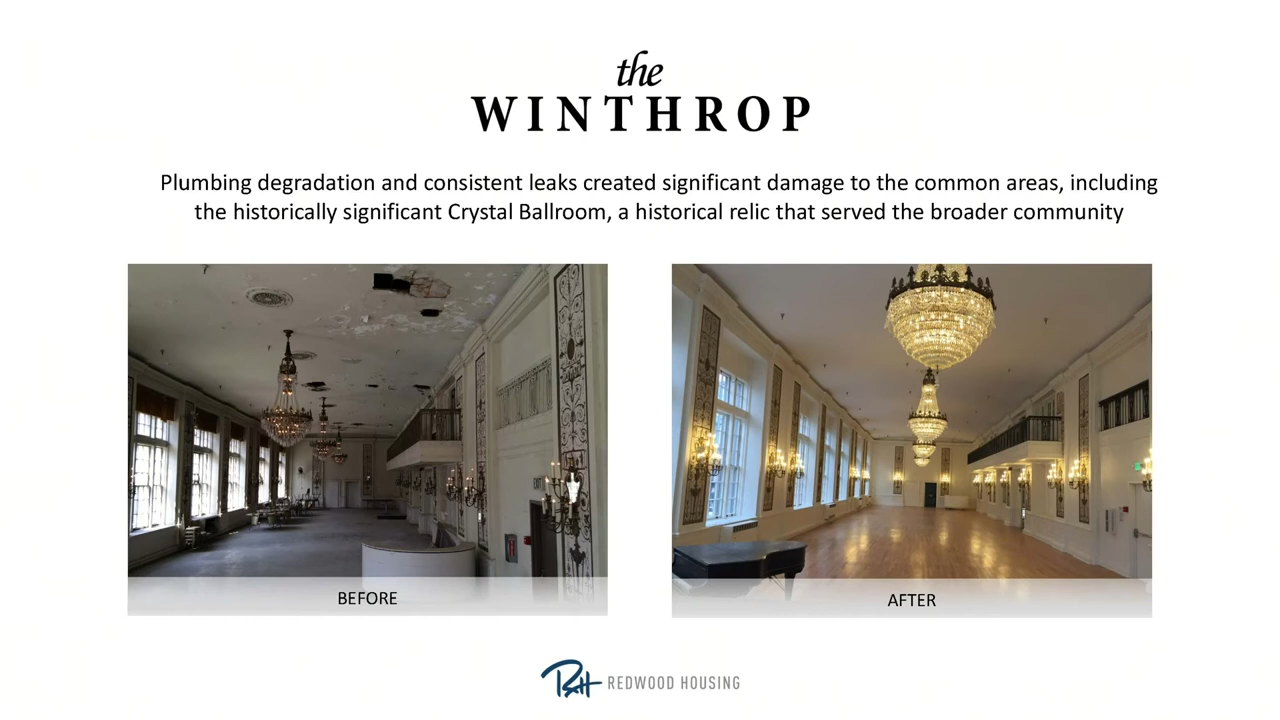 the
WINTHROP
Plumbing degradation and consistent leaks created significant damage to the common areas, including
the historically significant Crystal Ballroom, a historical relic that served the broader community
EXIT
BEFORE
AFTER
RH REDWOOD HOUSING